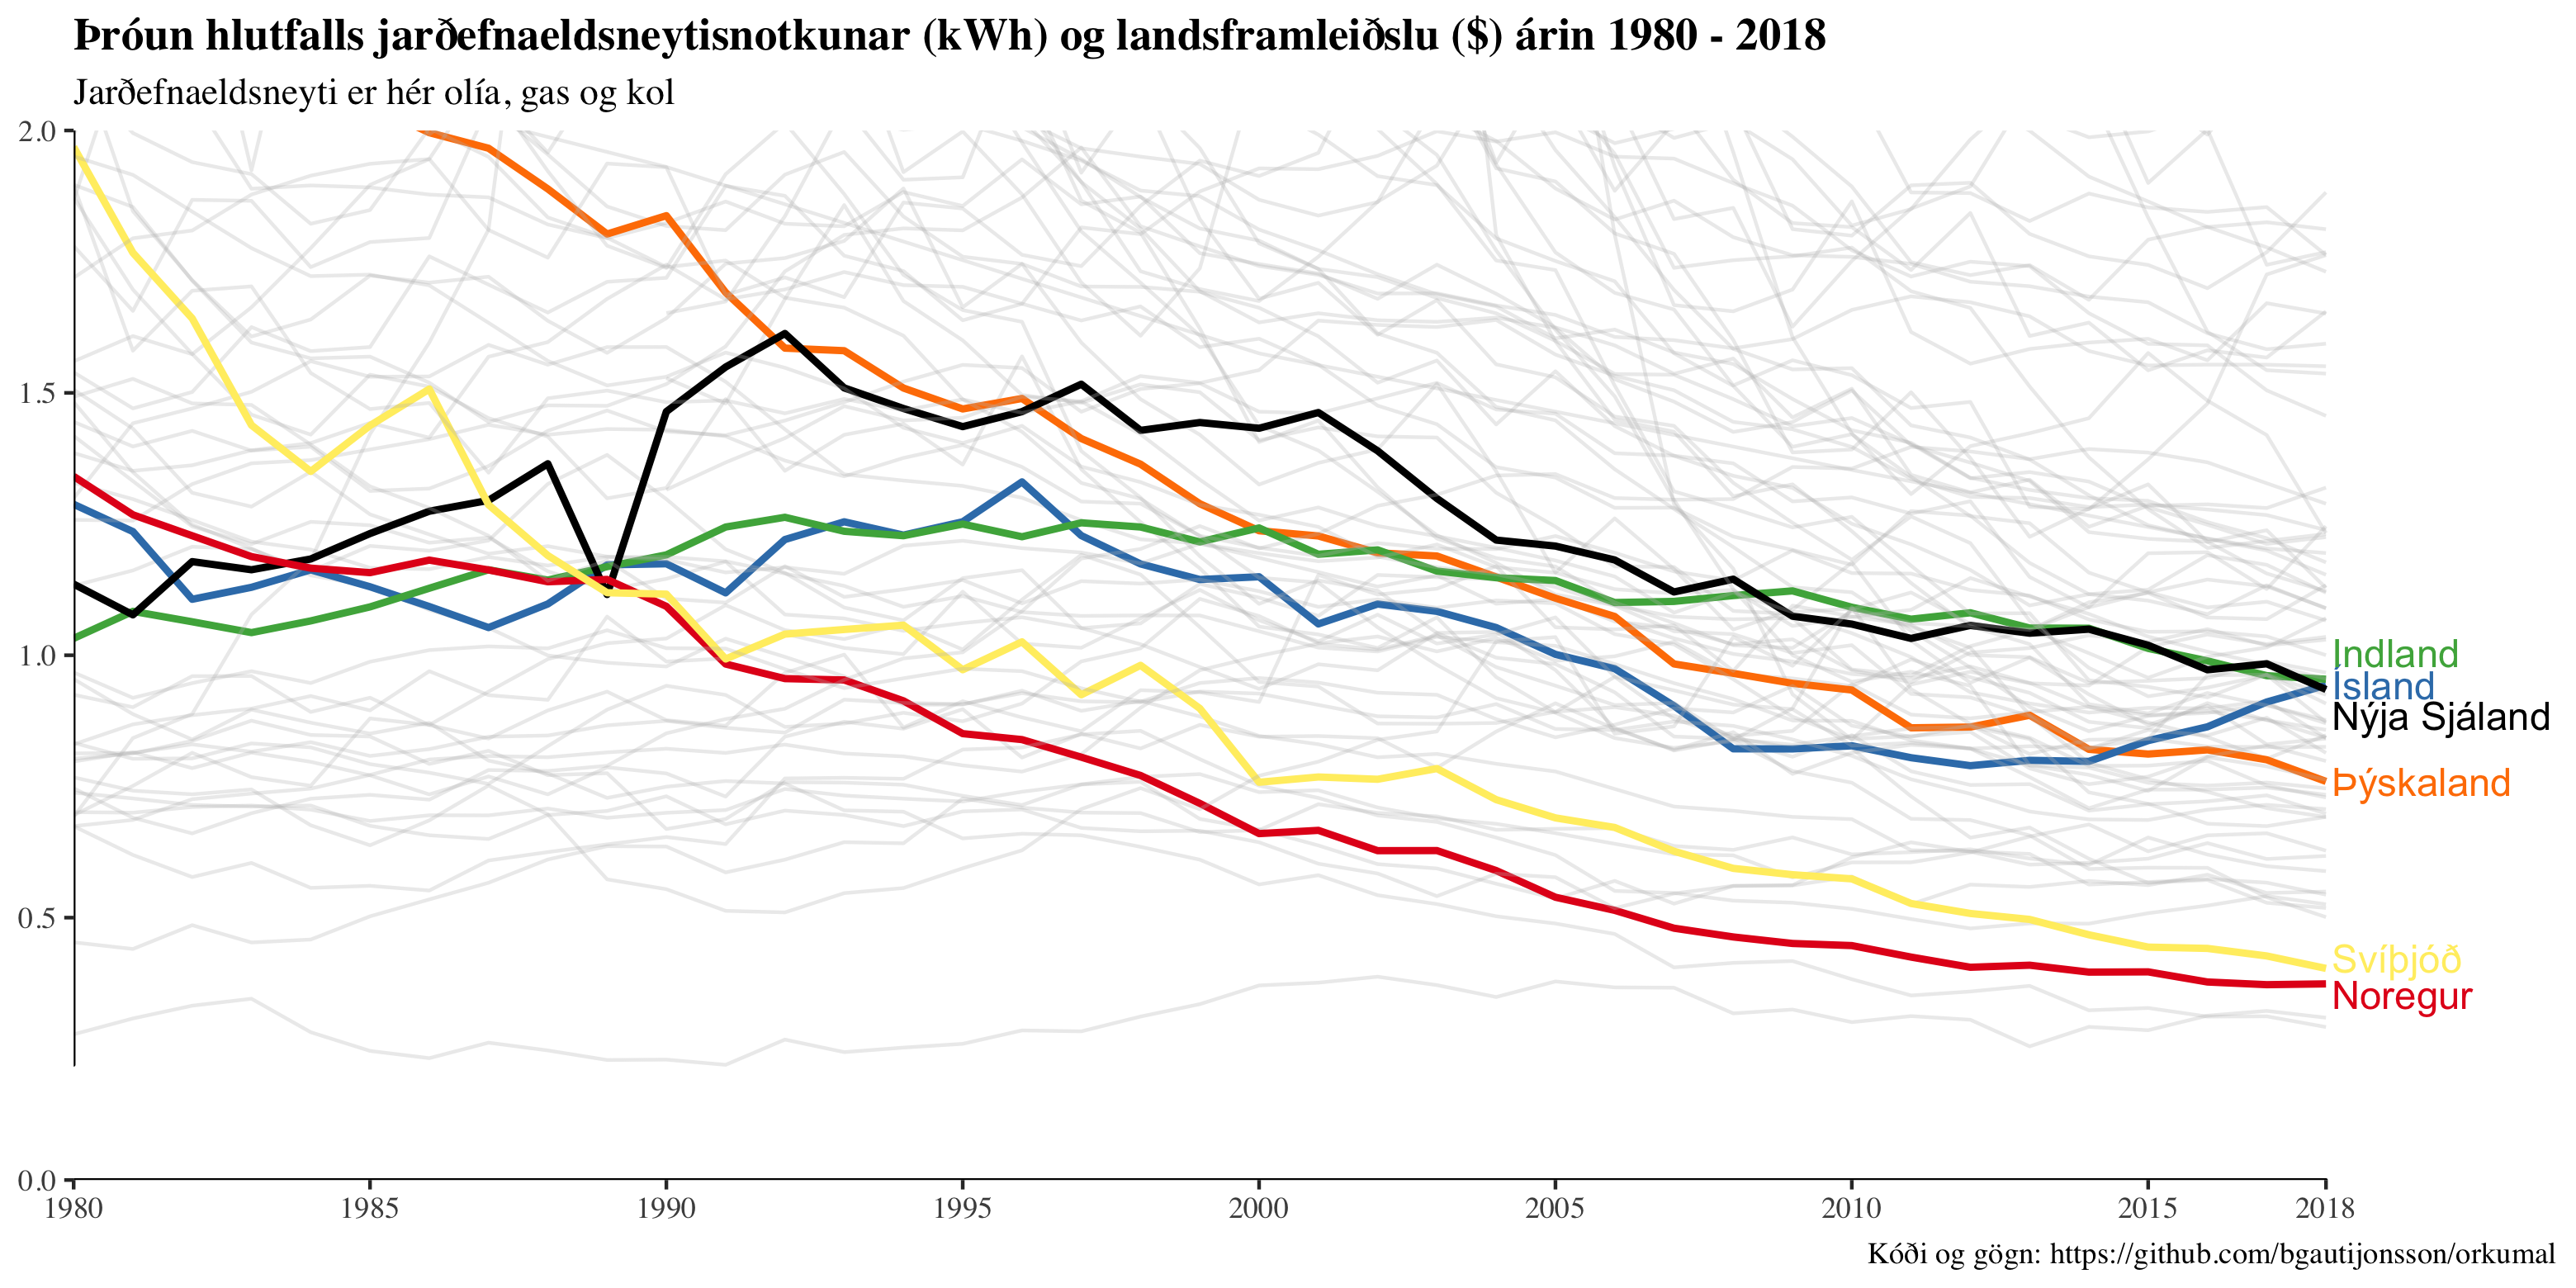 Þróun hlutfalls jarðefnaeldsneytisnotkunar (kWh) og landsframleiðslu ($) árin 1980 - 2018
Jarðefnaeldsneyti er hér olía, gas og kol
2.0
1.5
1.0
0.5
0.0
Indland
Ísland
Nýja Sjáland
Þýskaland
Svíþjóð
Noregur
1980 1985 1990 1995 2000 2005 2010 2015 2018
Kóði og gögn: https://github.com/bgautijonsson/orkumal